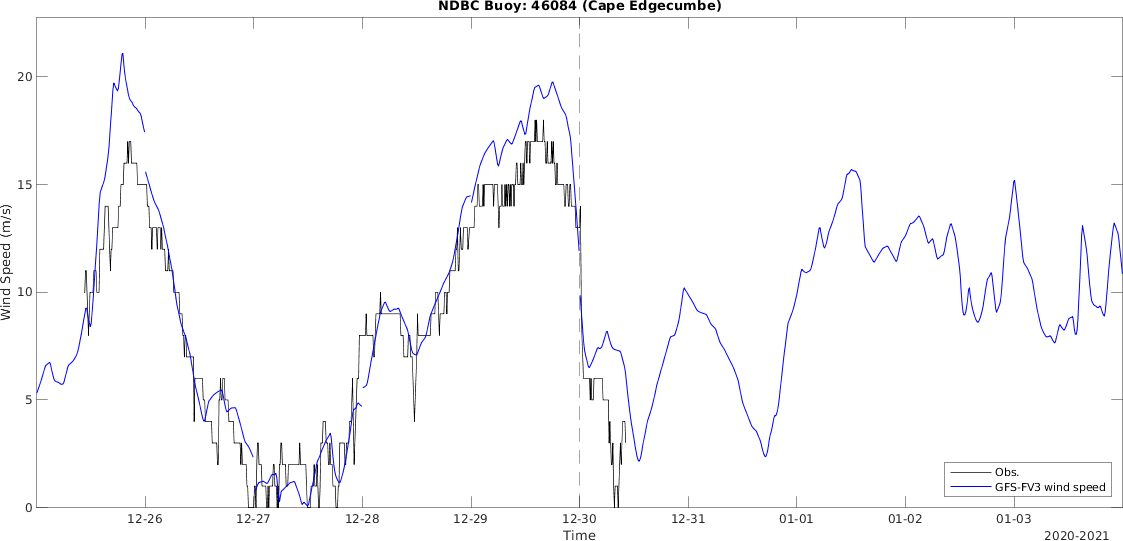 NDBC Buoy: 46084 (Cape Edgecumbe)
Wind Speed (m/s)
20
15
10
5
0
Obs.
GFS-FV3 wind speed
12-26 12-27 12-28 12-29 12-30 12-31 01-01 01-02 01-03
Time
2020-2021